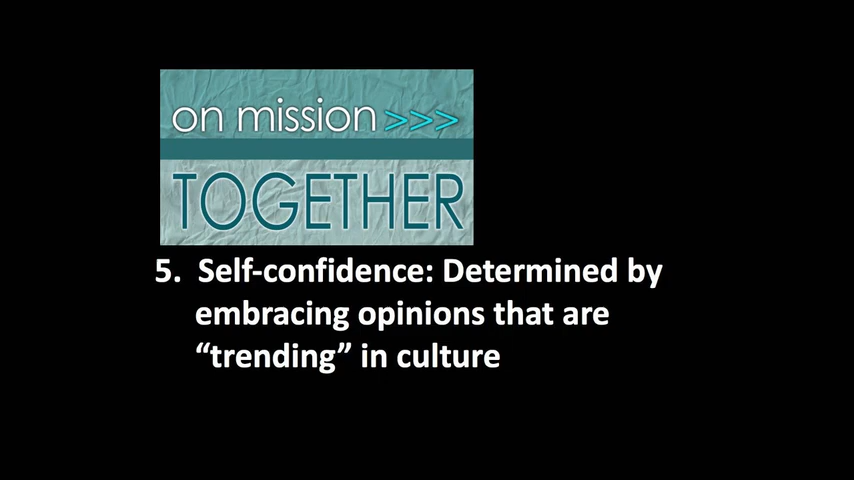 on mission >>>
TOGETHER
5. Self-confidence: Determined by
embracing opinions that are
“trending” in culture